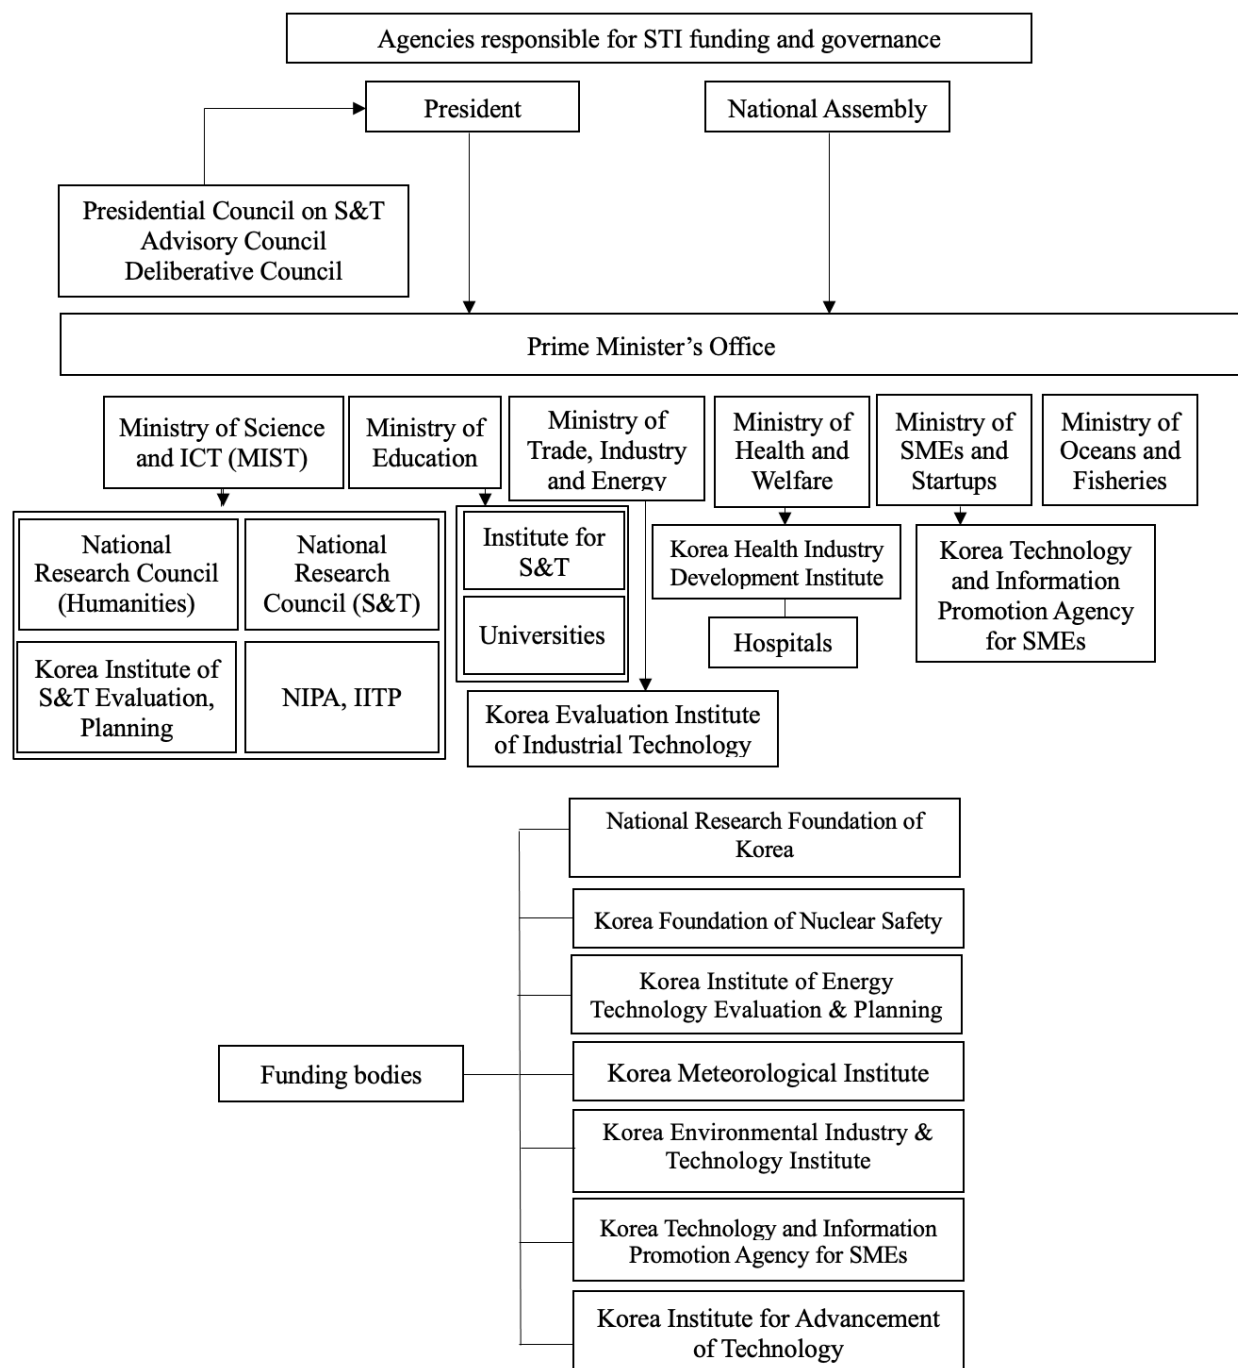 Agencies responsible for STI funding and governance
President
National Assembly
Presidential Council on S&T
Advisory Council
Deliberative Council
Prime Minister’s Office
Ministry of Science
and ICT (MIST)
Ministry of
Education
Ministry of
Trade, Industry
and Energy
Ministry of
Health and
Welfare
Ministry of
SMEs and
Startups
Ministry of
Oceans and
Fisheries
National
Research Council
(Humanities)
National
Research
Council (S&T)
Korea Institute of
S&T Evaluation,
Planning
NIPA, IITP
Institute for
S&T
Universities
Korea Evaluation Institute
of Industrial Technology
Korea Health Industry
Development Institute
Hospitals
Korea Technology
and Information
Promotion Agency
for SMEs
Funding bodies
National Research Foundation of
Korea
Korea Foundation of Nuclear Safety
Korea Institute of Energy
Technology Evaluation & Planning
Korea Meteorological Institute
Korea Environmental Industry &
Technology Institute
Korea Technology and Information
Promotion Agency for SMEs
Korea Institute for Advancement
of Technology